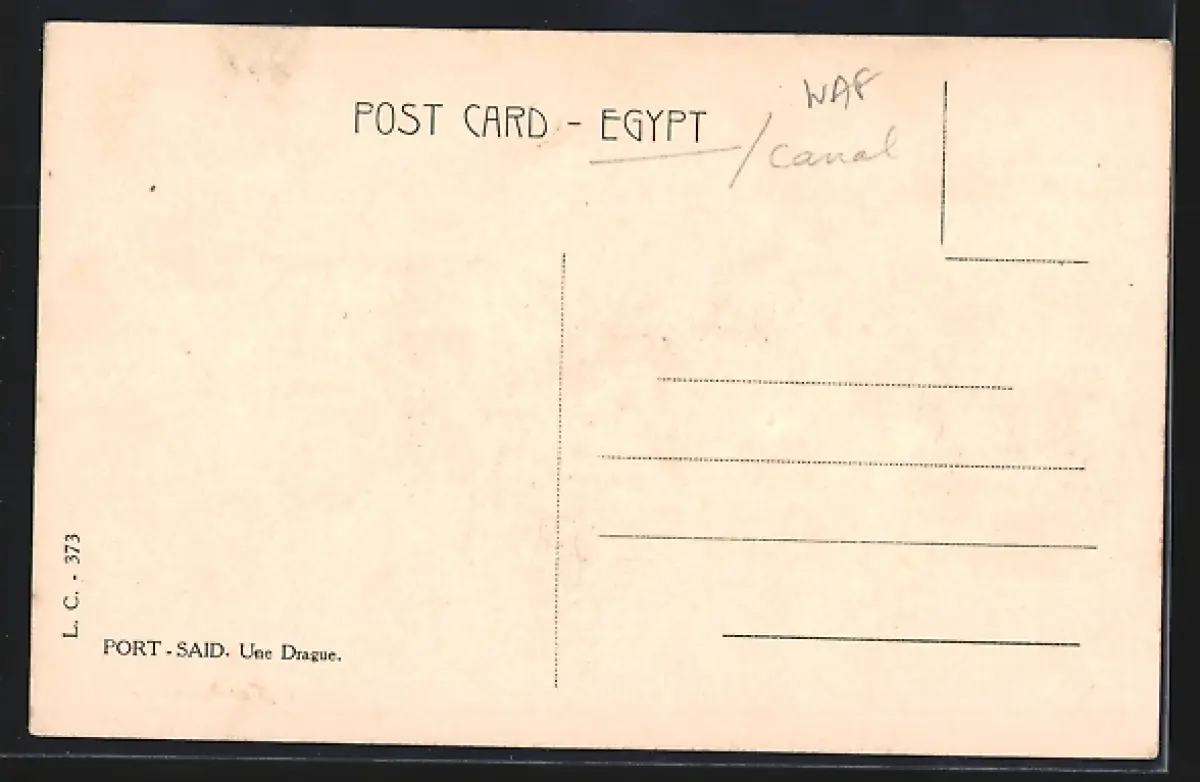 POST CARD - EGYPT
WAF
/ canal
L. C. - 373
PORT - SAID. Une Drague.